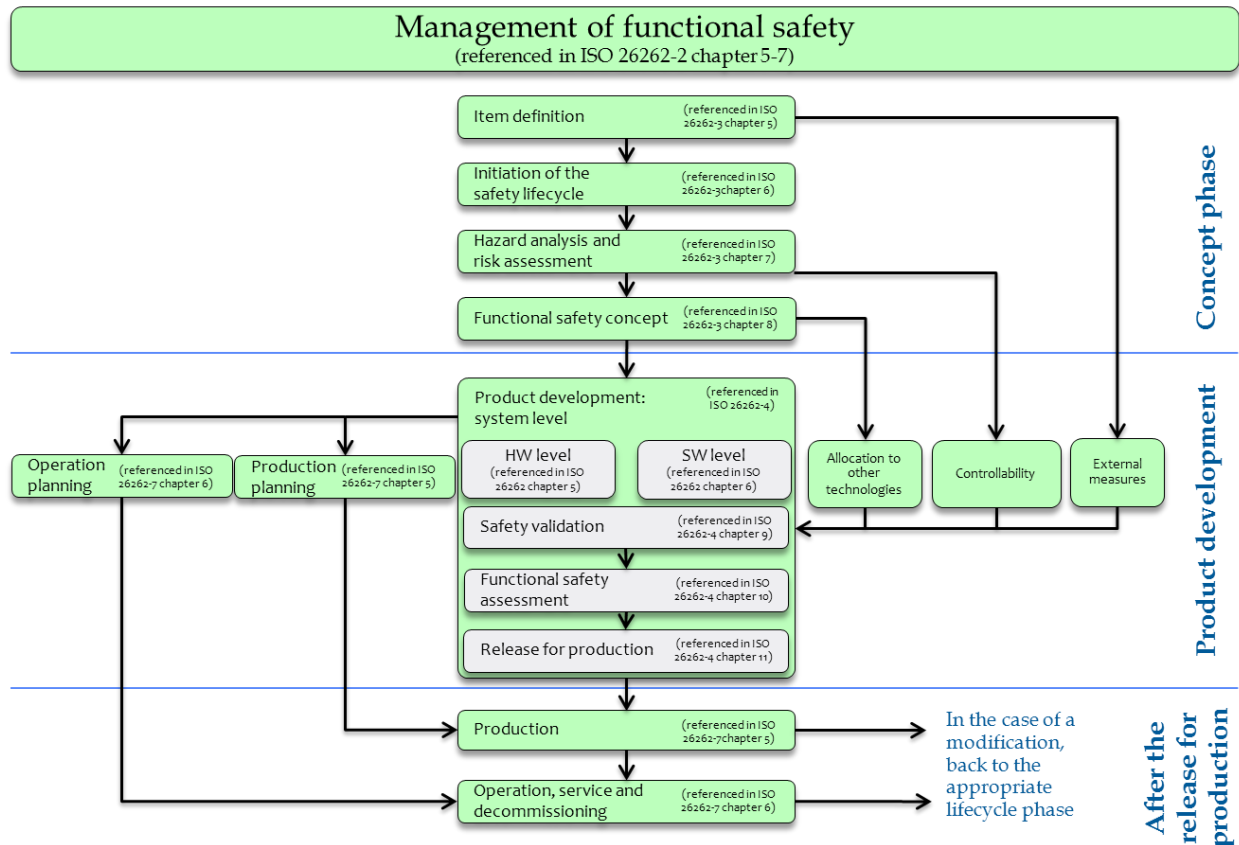 Management of functional safety
(referenced in ISO 26262-2 chapter 5-7)
Item definition
(referenced in ISO
26262-3 chapter 5)
Initiation of the
safety lifecycle
(referenced in ISO
26262-3chapter 6)
Hazard analysis and
risk assessment
(referenced in ISO
26262-3 chapter 7)
Functional safety concept
(referenced in ISO
26262-3 chapter 8)
Concept phase
Product development:
system level
(referenced in
ISO 26262-4)
Operation
planning
(referenced in ISO
26262-7 chapter 6)
Production
planning
(referenced in ISO
26262-7 chapter 5)
HW level
(referenced in ISO
26262 chapter 5)
SW level
(referenced in ISO
26262 chapter 6)
Allocation to
other
technologies
Controllability
External
measures
Safety validation
(referenced in ISO
26262-4 chapter 9)
Functional safety
assessment
(referenced in ISO
26262-4 chapter 10)
Release for production
(referenced in ISO
26262-4 chapter 11)
Product development
Production
(referenced in ISO
26262-7chapter 5)
Operation, service and
decommissioning
(referenced in ISO
26262-7 chapter 6)
In the case of a
modification,
back to the
appropriate
lifecycle phase
After the
release for
production